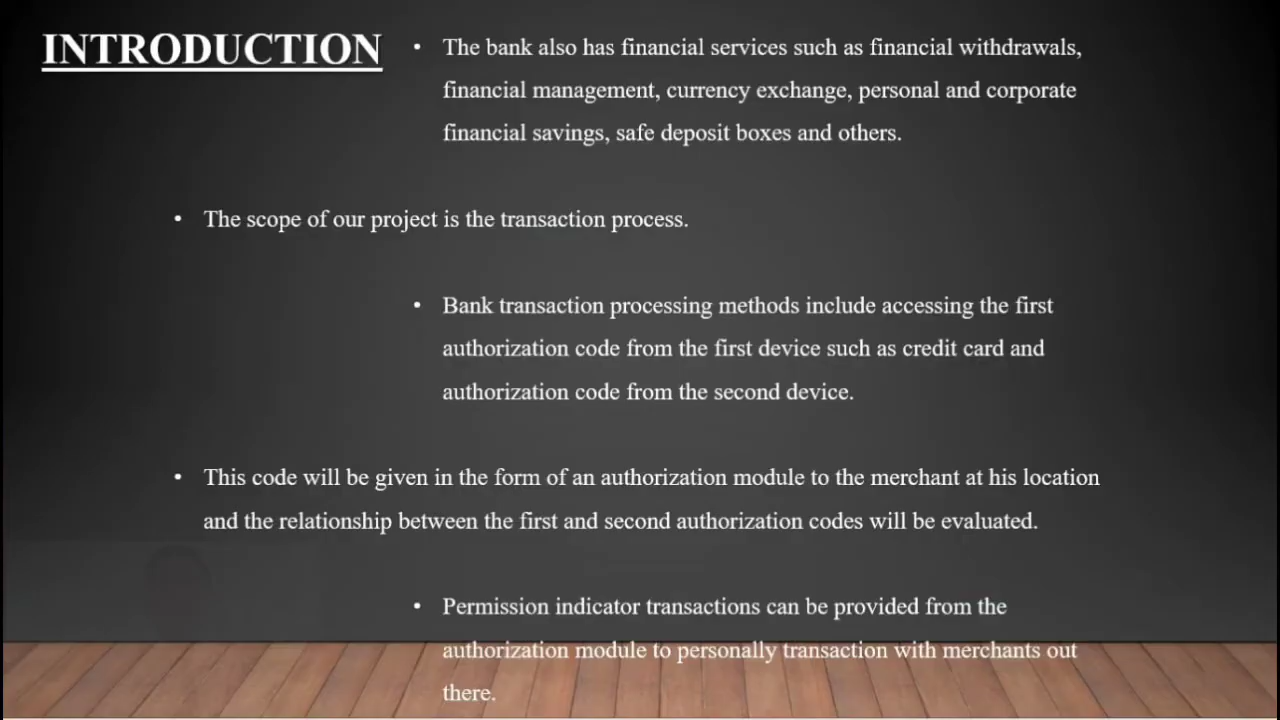 INTRODUCTION
• The bank also has financial services such as financial withdrawals,
financial management, currency exchange, personal and corporate
financial savings, safe deposit boxes and others.
• The scope of our project is the transaction process.
• Bank transaction processing methods include accessing the first
authorization code from the first device such as credit card and
authorization code from the second device.
• This code will be given in the form of an authorization module to the merchant at his location
and the relationship between the first and second authorization codes will be evaluated.
• Permission indicator transactions can be provided from the
authorization module to personally transaction with merchants out
there.